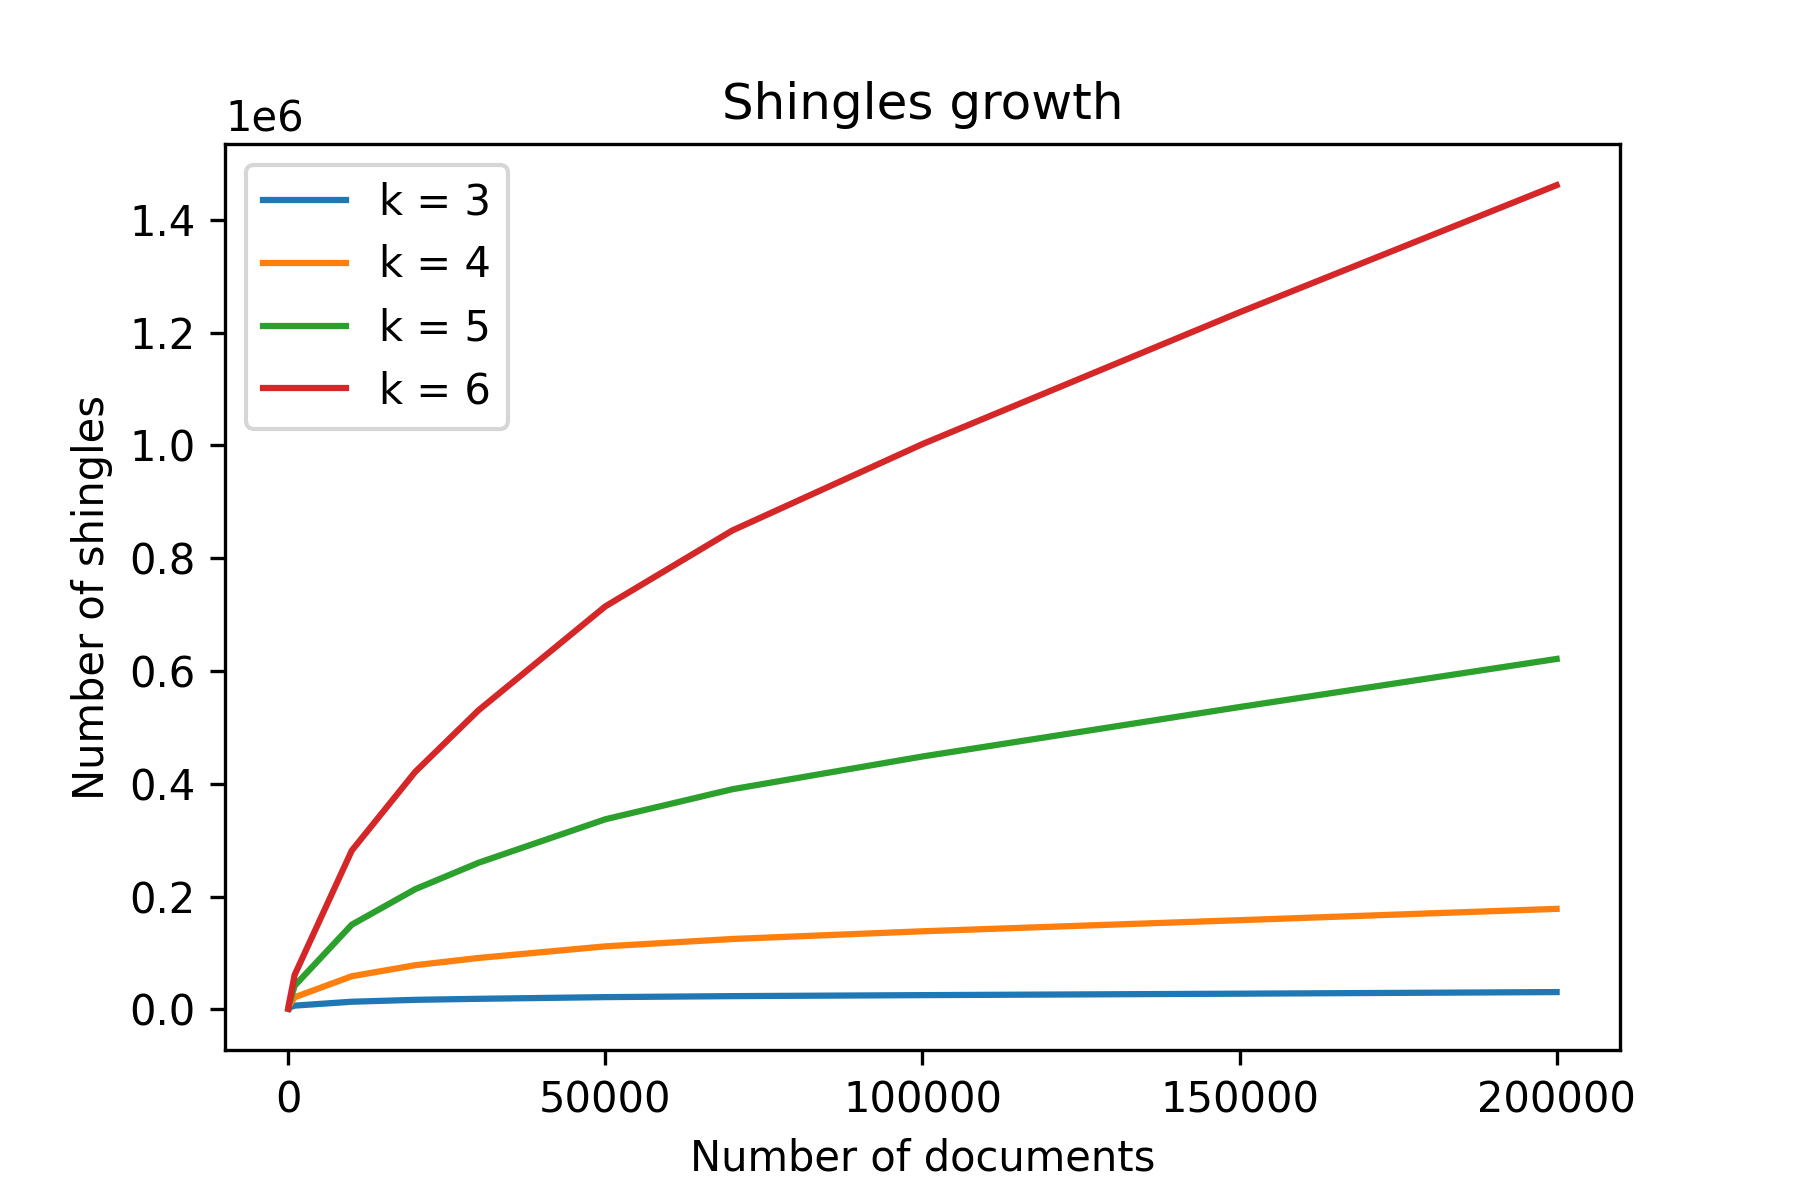 Shingles growth
1e6
k = 3
k = 4
k = 5
k = 6
1.4
1.2
1.0
0.8
0.6
0.4
0.2
0.0
Number of shingles
0 50000 100000 150000 200000
Number of documents